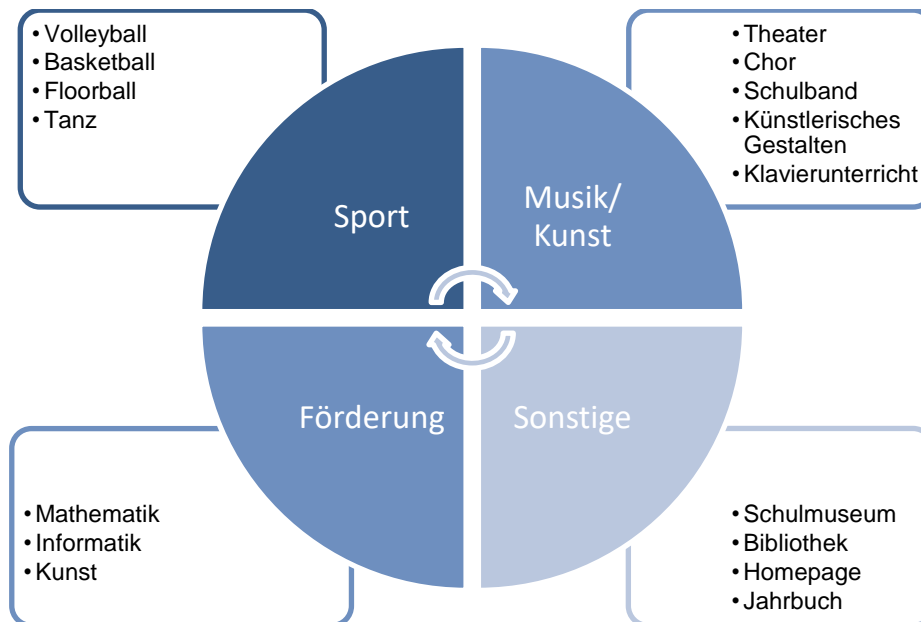 • Volleyball
• Basketball
• Floorball
• Tanz
• Theater
• Chor
• Schulband
• Künstlerisches
Gestalten
• Klavierunterricht
Sport
Musik/
Kunst
Förderung
Sonstige
• Mathematik
• Informatik
• Kunst
• Schulmuseum
• Bibliothek
• Homepage
• Jahrbuch